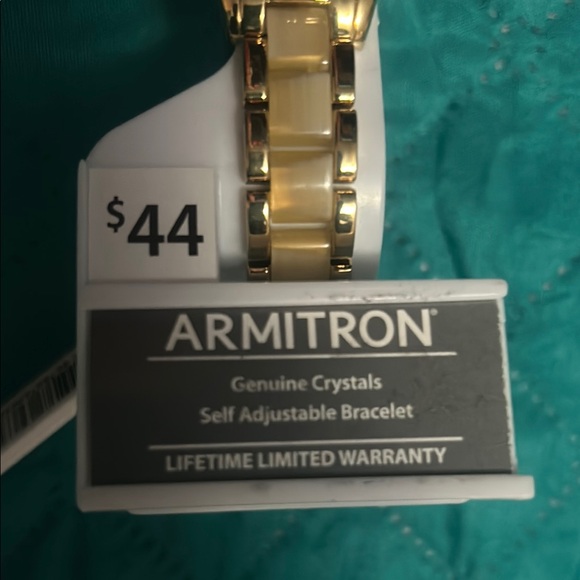 $44
ARMITRON®
Genuine Crystals
Self Adjustable Bracelet
LIFETIME LIMITED WARRANTY